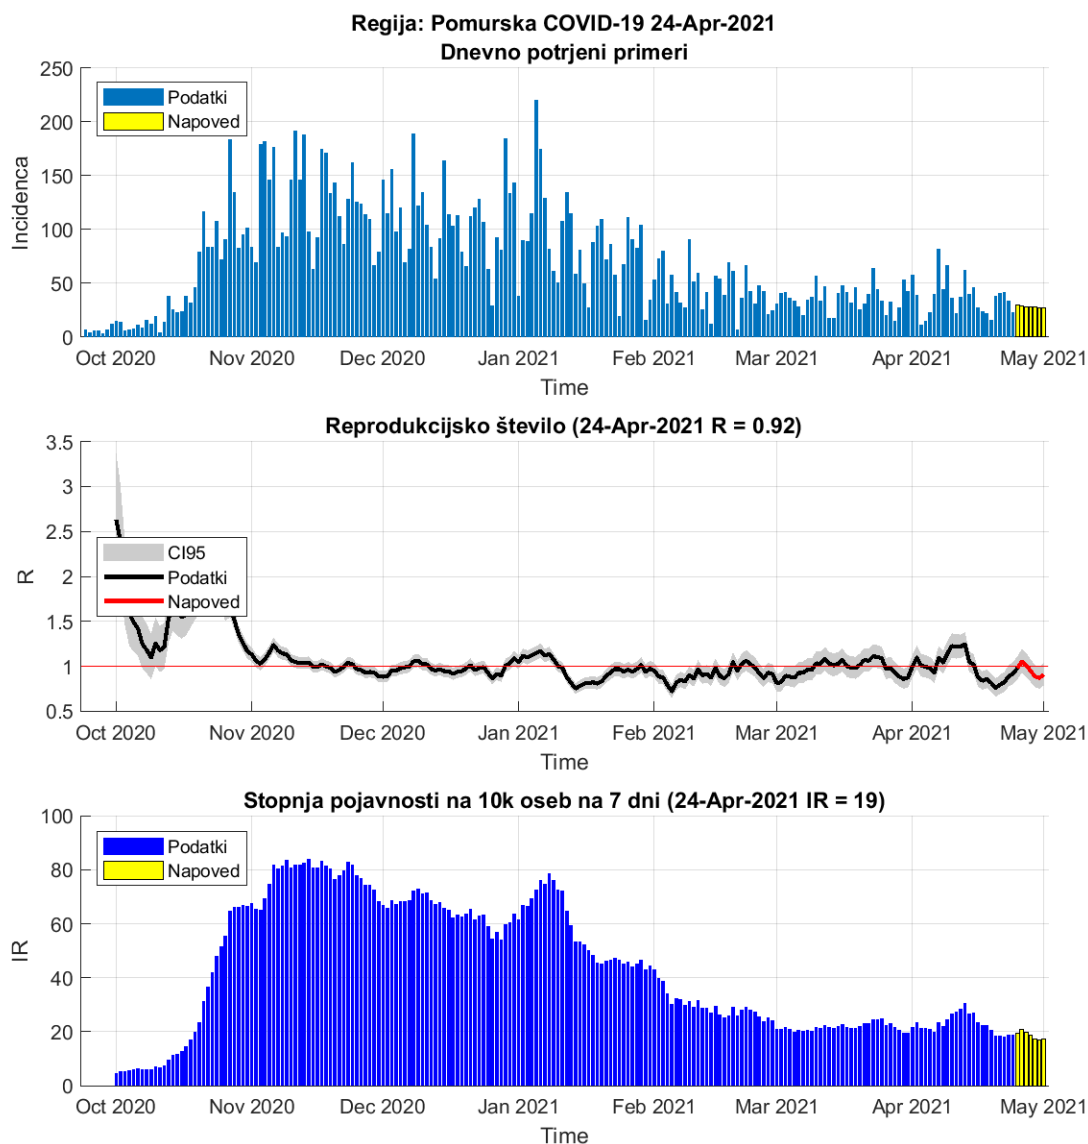 Regija: Pomurska COVID-19 24-Apr-2021
Dnevno potrjeni primeri
250
200
150
100
50
0
Incidenca
Podatki
Napoved
Oct 2020 Nov 2020 Dec 2020 Jan 2021 Feb 2021 Mar 2021 Apr 2021 May 2021
Time
Reprodukcijsko število (24-Apr-2021 R = 0.92)
3.5
3
2.5
2
1.5
1
0.5
R
CI95
Podatki
Napoved
Oct 2020 Nov 2020 Dec 2020 Jan 2021 Feb 2021 Mar 2021 Apr 2021 May 2021
Time
Stopnja pojavnosti na 10k oseb na 7 dni (24-Apr-2021 IR = 19)
100
80
60
40
20
0
IR
Podatki
Napoved
Oct 2020 Nov 2020 Dec 2020 Jan 2021 Feb 2021 Mar 2021 Apr 2021 May 2021
Time